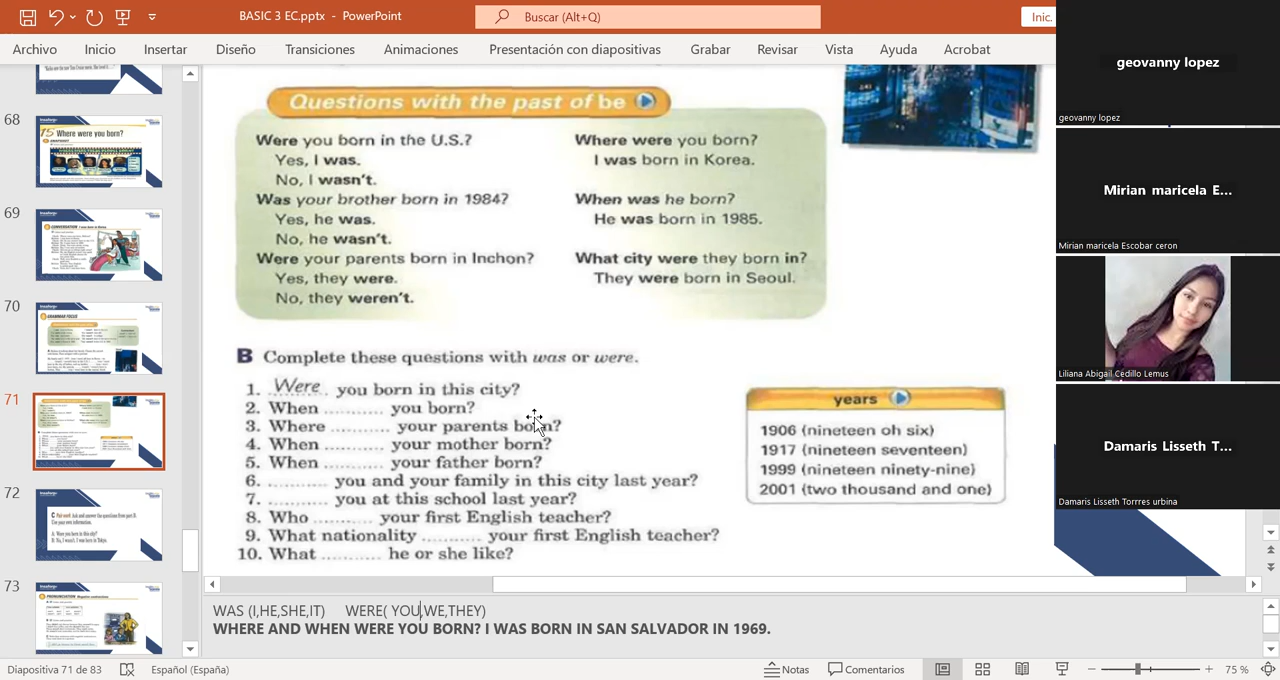 BASIC 3 EC.pptx - PowerPoint
Buscar (Alt+Q)
Inic.
Archivo Inicio Insertar Diseño Transiciones Animaciones Presentación con diapositivas Grabar Revisar Vista Ayuda Acrobat
68
15 Where were you born?
69
70
71
72
73
Questions with the past of be
Were you born in the U.S.?
Yes, I was.
No, I wasn't.
Was your brother born in 1984?
Yes, he was.
No, he wasn't.
Were your parents born in Inchon?
Yes, they were.
No, they weren't.
Where were you born?
I was born in Korea.
When was he born?
He was born in 1985.
What city were they born in?
They were born in Seoul.
B Complete these questions with was or were.
1. Were you born in this city?
2. When .......... you born?
3. Where .......... your parents born?
4. When .......... your mother born?
5. When .......... your father born?
6. .......... you and your family in this city last year?
7. .......... you at this school last year?
8. Who .......... your first English teacher?
9. What nationality .......... your first English teacher?
10. What .......... he or she like?
years
1906 (nineteen oh six)
1917 (nineteen seventeen)
1999 (nineteen ninety-nine)
2001 (two thousand and one)
WAS (I,HE,SHE,IT) WERE( YOU,WE,THEY)
WHERE AND WHEN WERE YOU BORN? I WAS BORN IN SAN SALVADOR IN
geovanny lopez
geovanny lopez
Mirian maricela E...
Mirian maricela Escobar ceron
Liliana Abigail Cedillo Lemus
Damaris Lisseth T...
Damaris Lisseth Torrres urbina
Diapositiva 71 de 83 Español (España) Notas Comentarios 75 %